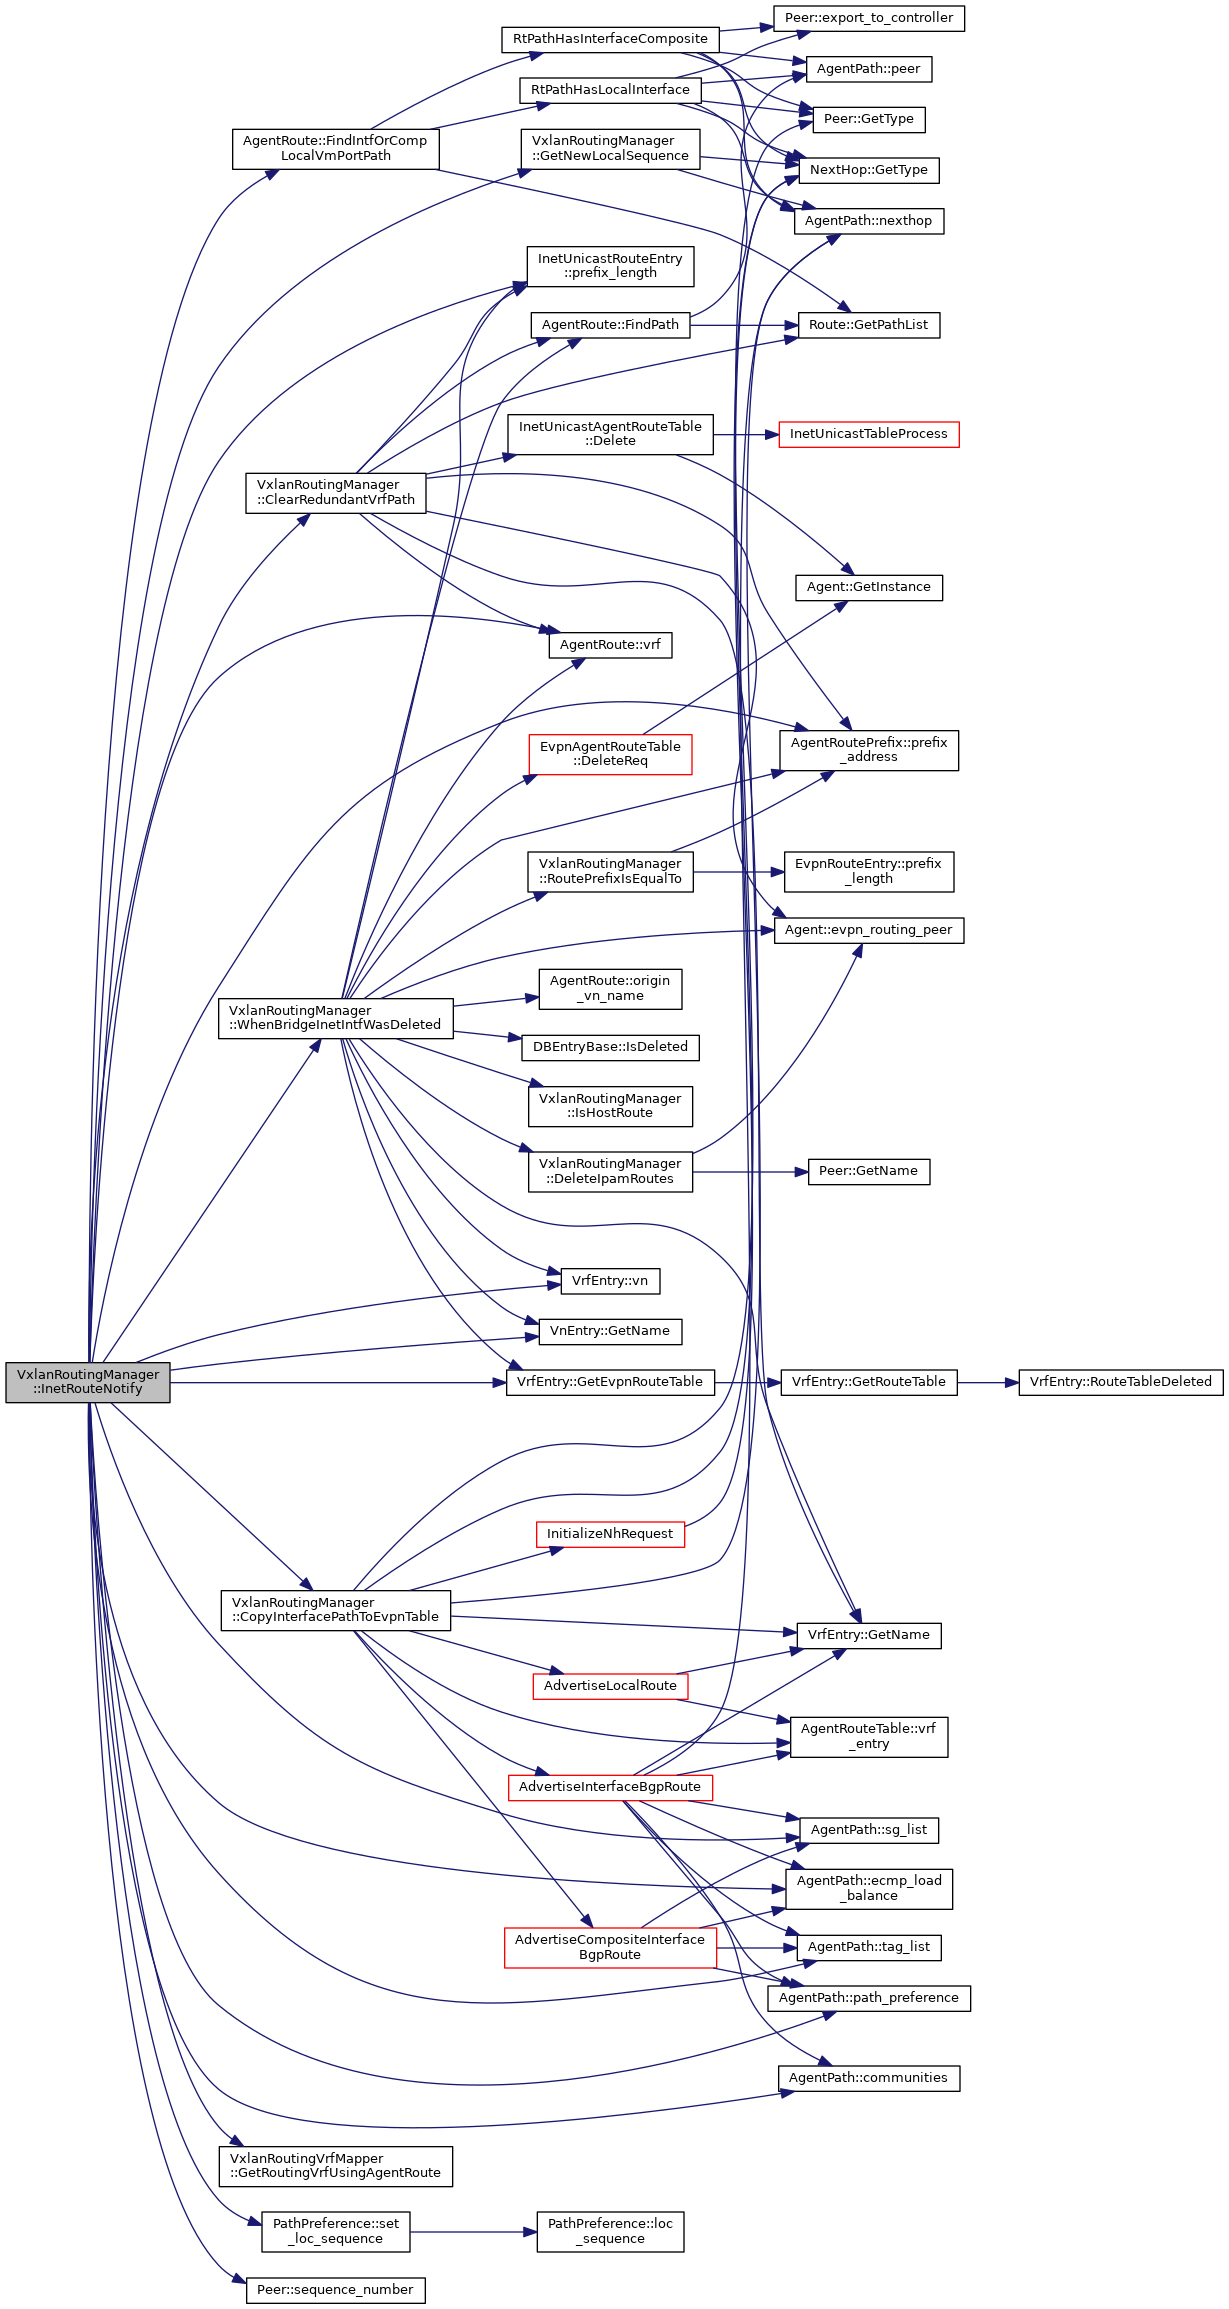 Peer::export_to_controller
RtPathHasInterfaceComposite
AgentPath::peer
RtPathHasLocalInterface
Peer::GetType
AgentRoute::FindIntfOrComp
LocalVmPortPath
VxlanRoutingManager
::GetNewLocalSequence
NextHop::GetType
AgentPath::nexthop
InetUnicastRouteEntry
::prefix_length
AgentRoute::FindPath
Route::GetPathList
InetUnicastAgentRouteTable
::Delete
InetUnicastTableProcess
VxlanRoutingManager
::ClearRedundantVrfPath
Agent::GetInstance
AgentRoute::vrf
EvpnAgentRouteTable
::DeleteReq
AgentRoutePrefix::prefix
_address
VxlanRoutingManager
::RoutePrefixIsEqualTo
EvpnRouteEntry::prefix
_length
Agent::evpn_routing_peer
AgentRoute::origin
_vn_name
VxlanRoutingManager
::WhenBridgeInetIntfWasDeleted
DBEntryBase::IsDeleted
VxlanRoutingManager
::IsHostRoute
VxlanRoutingManager
::DeleteIpamRoutes
Peer::GetName
VrfEntry::vn
VnEntry::GetName
VxlanRoutingManager
::InetRouteNotify
VrfEntry::GetEvpnRouteTable
VrfEntry::GetRouteTable
VrfEntry::RouteTableDeleted
InitializeNhRequest
VxlanRoutingManager
::CopyInterfacePathToEvpnTable
VrfEntry::GetName
AdvertiseLocalRoute
AgentRouteTable::vrf
_entry
AdvertiseInterfaceBgpRoute
AgentPath::sg_list
AgentPath::ecmp_load
_balance
AdvertiseCompositeInterface
BgpRoute
AgentPath::tag_list
AgentPath::path_preference
AgentPath::communities
VxlanRoutingVrfMapper
::GetRoutingVrfUsingAgentRoute
PathPreference::set
_loc_sequence
PathPreference::loc
_sequence
Peer::sequence_number